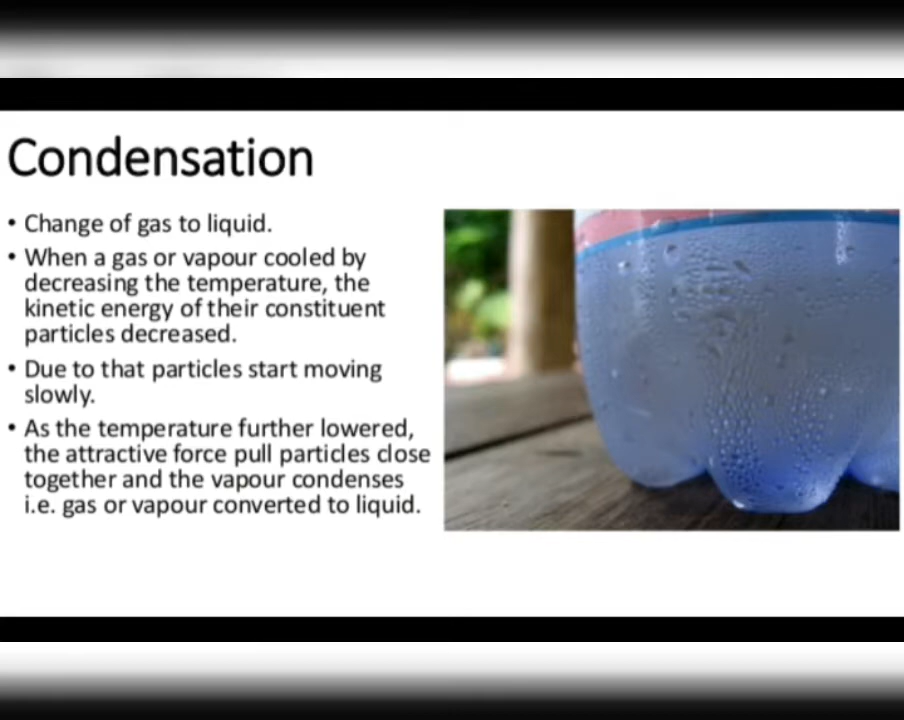 Condensation
• Change of gas to liquid.
• When a gas or vapour cooled by
decreasing the temperature, the
kinetic energy of their constituent
particles decreased.
• Due to that particles start moving
slowly.
• As the temperature further lowered,
the attractive force pull particles close
together and the vapour condenses
i.e. gas or vapour converted to liquid.